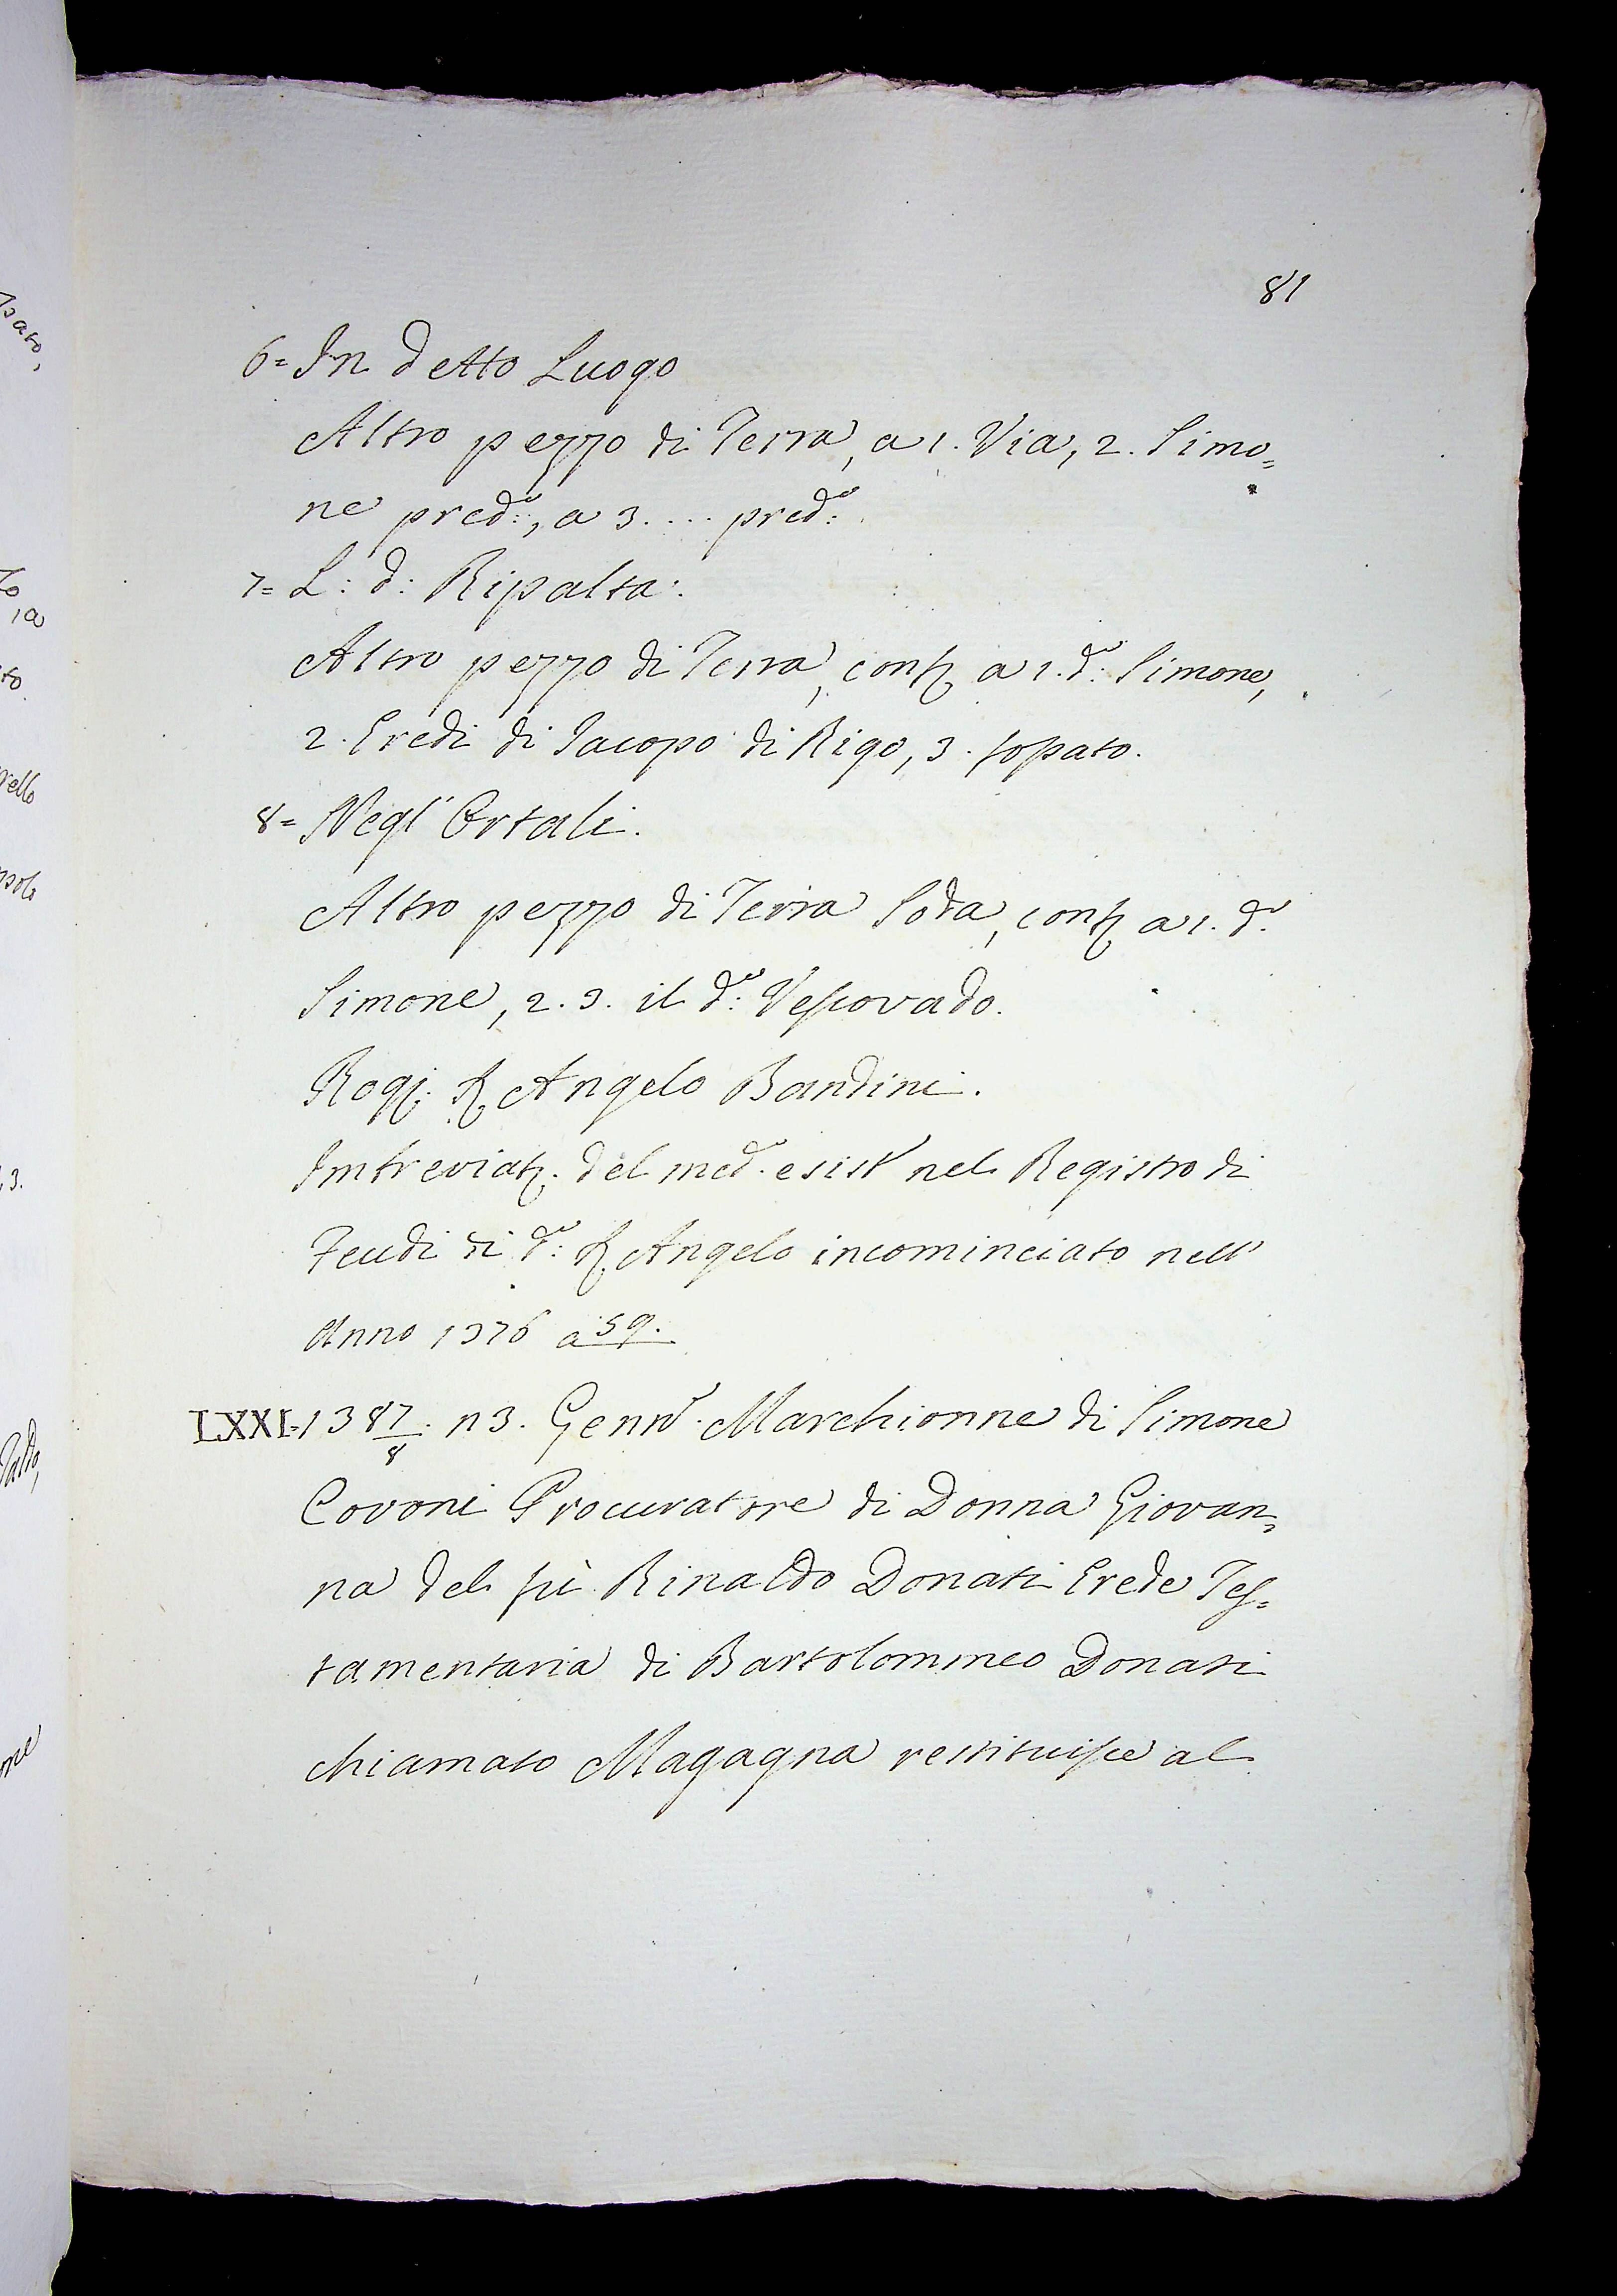 81
6= In detto Luogo
Altro pezzo di Terra, a 1. Via, 2. Simo=
ne pred.º:, a 3. .... pred.º:
7= L: d: Ripalta:
Altro pezzo di Terra, conf. a 1. d.º: Simone,
2. Eredi di Jacopo di Rigo, 3. fossato.
8= Negl' Ortali.
Altro pezzo di Terra Soda, conf. a 1. d.º
Simone, 2. 3. il d.º: Vescovado.
Rog. S. Angelo Bandini.
Imbreviat. del med.º esist.e nel Registro di
Feudi di d.º: S. Angelo incominciato nell'
Anno 1376 a 59.
LXXI= 1387/8. 13. Genn.º Marchionne di Simone
Covoni Procuratore di Donna Giovan=
na del fù Rinaldo Donati Erede Tes=
tamentaria di Bartolommeo Donati
chiamato Magagna restituisce al